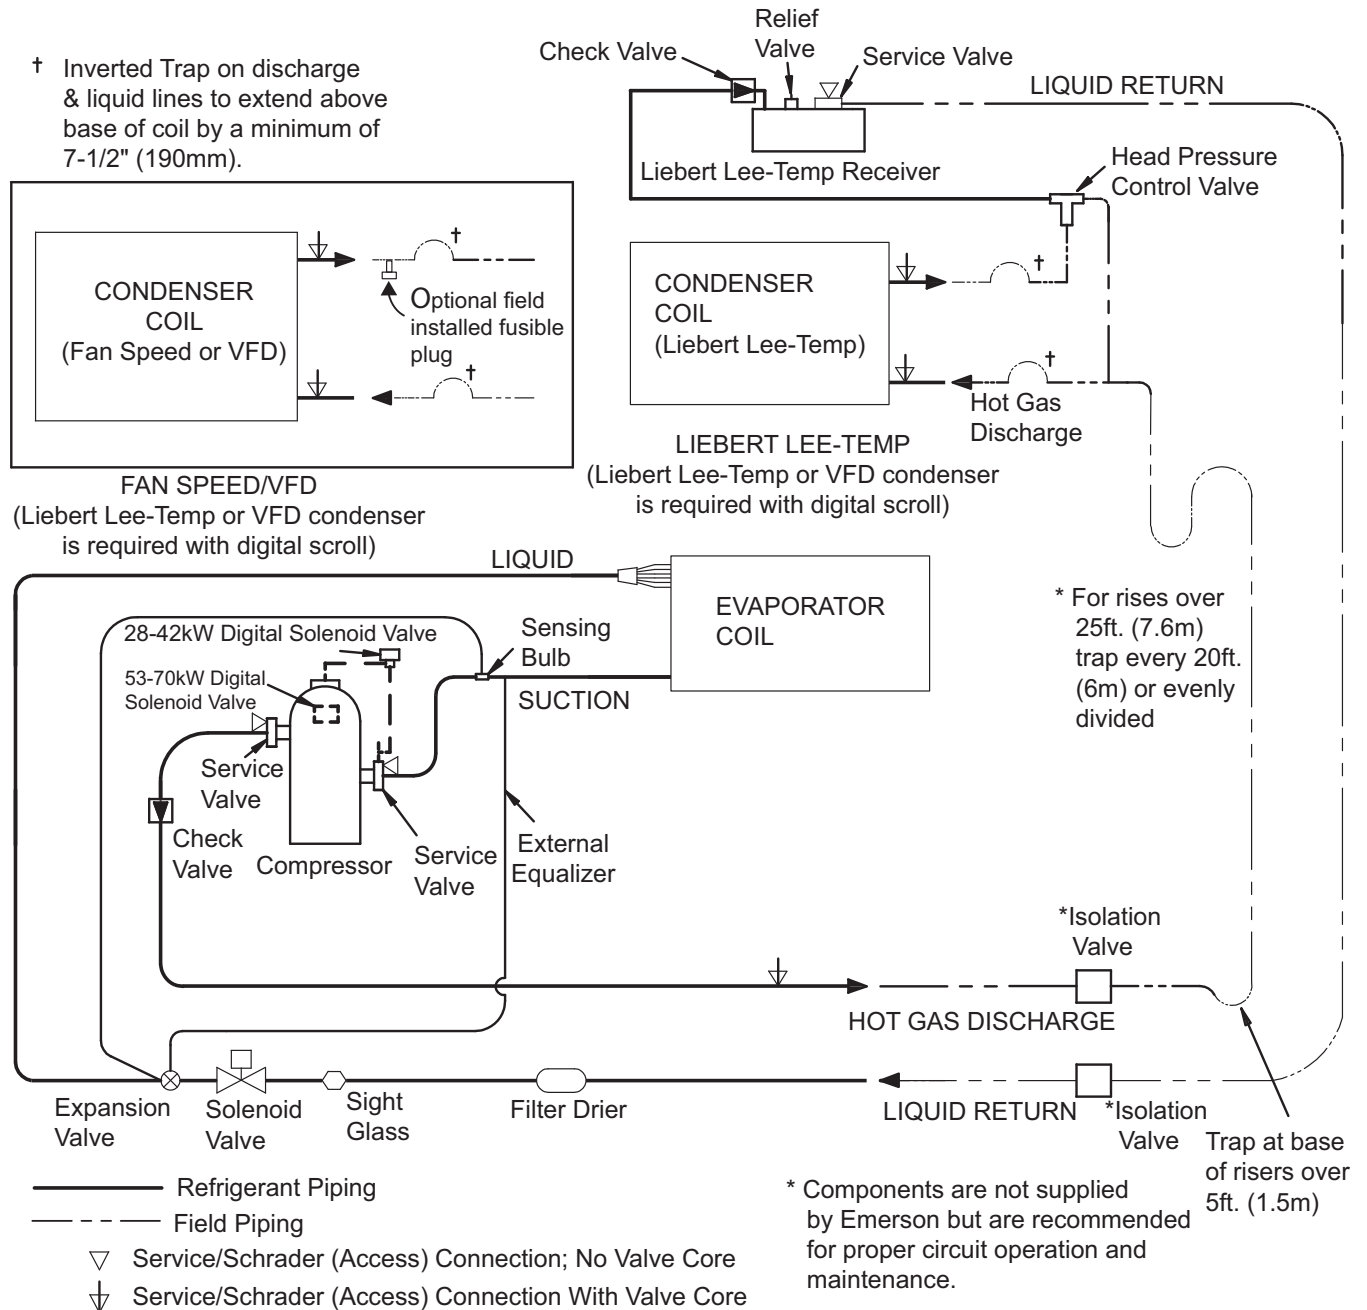 † Inverted Trap on discharge
& liquid lines to extend above
base of coil by a minimum of
7-1/2" (190mm).
Relief
Valve
Check Valve
Service Valve
LIQUID RETURN
Liebert Lee-Temp Receiver
Head Pressure
Control Valve
CONDENSER
COIL
(Fan Speed or VFD)
†
Optional field
installed fusible
plug
†
FAN SPEED/VFD
(Liebert Lee-Temp or VFD condenser
is required with digital scroll)
CONDENSER
COIL
(Liebert Lee-Temp)
†
†
Hot Gas
Discharge
LIEBERT LEE-TEMP
(Liebert Lee-Temp or VFD condenser
is required with digital scroll)
LIQUID
EVAPORATOR
COIL
* For rises over
25ft. (7.6m)
trap every 20ft.
(6m) or evenly
divided
28-42kW Digital Solenoid Valve
Sensing
Bulb
53-70kW Digital
Solenoid Valve
SUCTION
Service
Valve
Check
Valve
Compressor
Service
Valve
External
Equalizer
*Isolation
Valve
HOT GAS DISCHARGE
Expansion
Valve
Solenoid
Valve
Sight
Glass
Filter Drier
LIQUID RETURN
*Isolation
Valve
Trap at base
of risers over
5ft. (1.5m)
Refrigerant Piping
Field Piping
Service/Schrader (Access) Connection; No Valve Core
Service/Schrader (Access) Connection With Valve Core
* Components are not supplied
by Emerson but are recommended
for proper circuit operation and
maintenance.